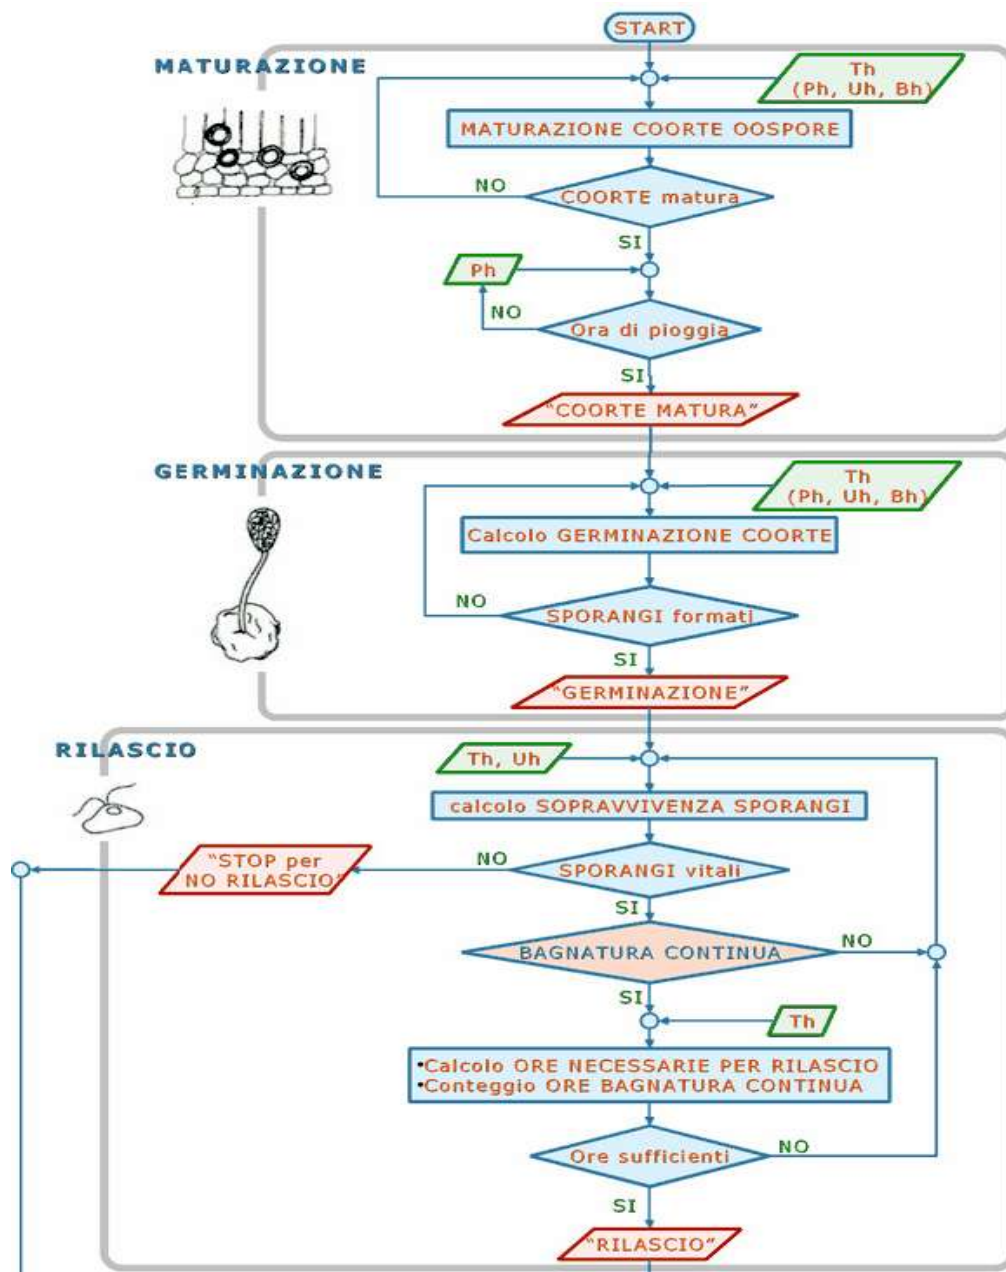 START
MATURAZIONE
Th
(Ph, Uh, Bh)
MATURAZIONE COORTE OOSPORE
NO
COORTE matura
SI
Ph
NO
Ora di pioggia
SI
“COORTE MATURA”
GERMINAZIONE
Th
(Ph, Uh, Bh)
Calcolo GERMINAZIONE COORTE
NO
SPORANGI formati
SI
“GERMINAZIONE”
RILASCIO
Th, Uh
calcolo SOPRAVVIVENZA SPORANGI
“STOP per
NO RILASCIO”
NO
SPORANGI vitali
SI
BAGNATURA CONTINUA
NO
SI
Th
•Calcolo ORE NECESSARIE PER RILASCIO
•Conteggio ORE BAGNATURA CONTINUA
Ore sufficienti
NO
SI
“RILASCIO”